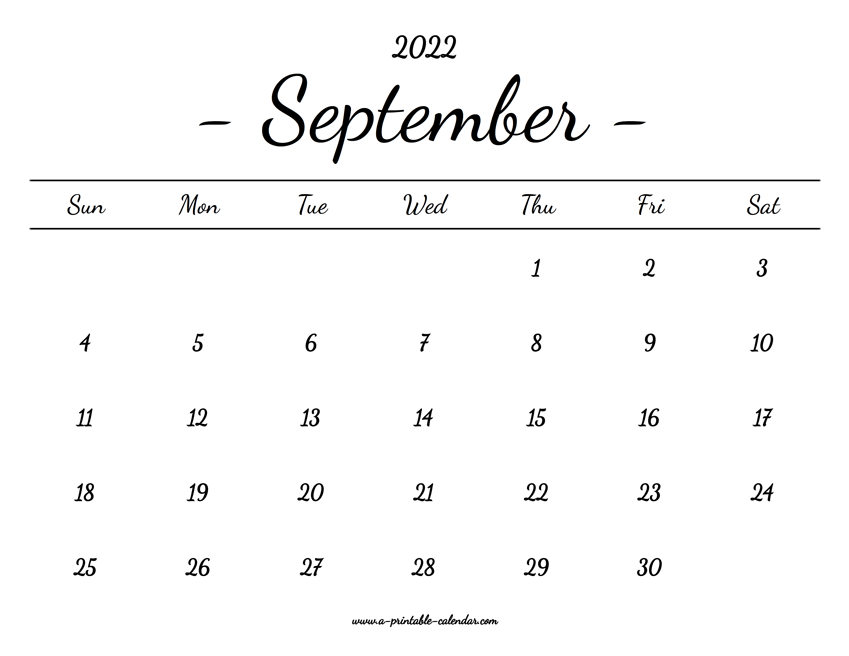 2022
- September -
Sun Mon Tue Wed Thu Fri Sat
1 2 3
4 5 6 7 8 9 10
11 12 13 14 15 16 17
18 19 20 21 22 23 24
25 26 27 28 29 30
www.a-printable-calendar.com